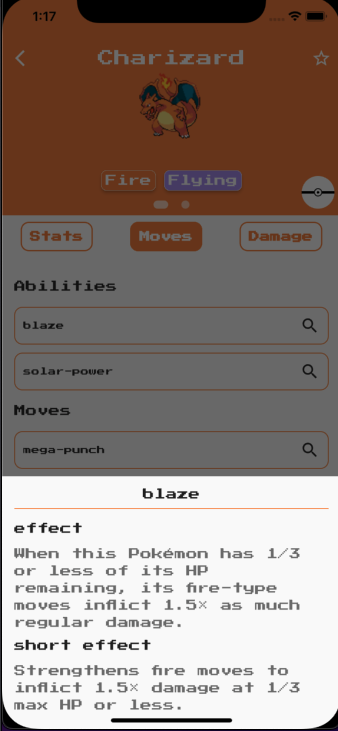 1:17
Charizard
Fire Flying
Stats Moves Damage
Abilities
blaze
solar-power
Moves
mega-punch
blaze
effect
When this Pokémon has 1/3
or less of its HP
remaining, its fire-type
moves inflict 1.5× as much
regular damage.
short effect
Strengthens fire moves to
inflict 1.5× damage at 1/3
max HP or less.